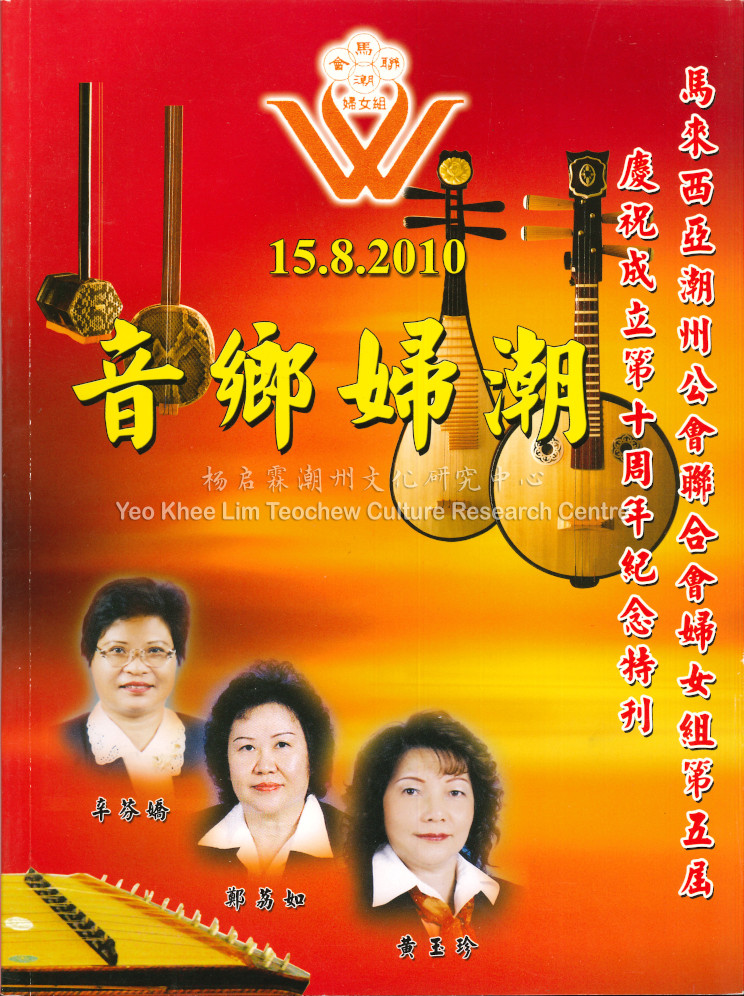 馬
會 聯
潮
婦女組
馬來西亞潮州公會聯合會婦女組第五屆
慶祝成立第十周年紀念特刊
15.8.2010
音鄉婦潮
杨启霖潮州文化研究中心
Yeo Khee Lim Teochew Culture Research Centre
辛芬嬌
鄭荔如
黃玉珍